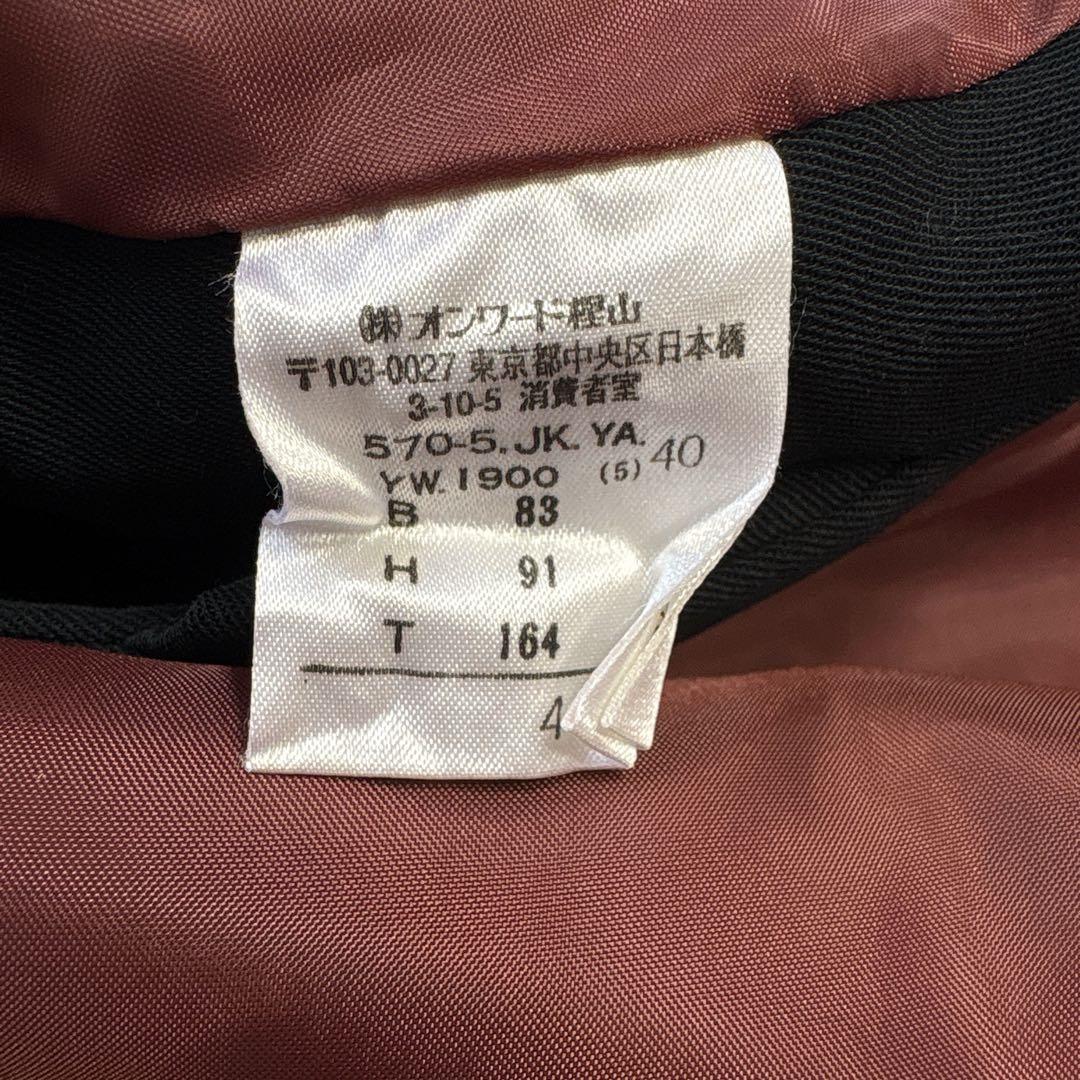 ㈱オンワード樫山
〒103-0027 東京都中央区日本橋
3-10-5 消費者室
570-5.JK.YA.
YW.1900 (5) 40
B 83
H 91
T 164
4